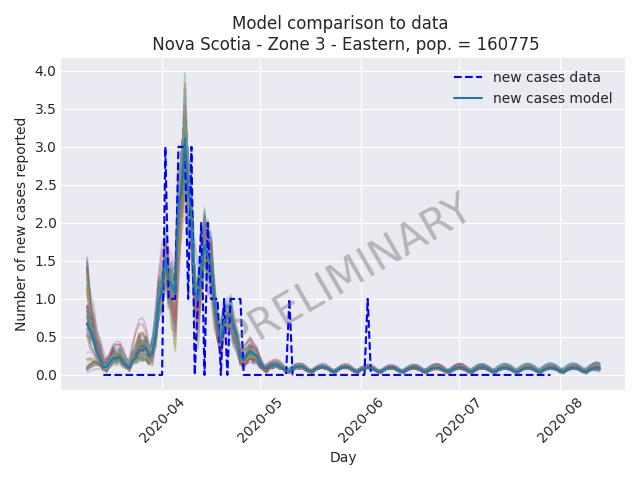 Model comparison to data
Nova Scotia - Zone 3 - Eastern, pop. = 160775
Number of new cases reported
4.0
3.5
3.0
2.5
2.0
1.5
1.0
0.5
0.0
new cases data
new cases model
PRELIMINARY
2020-04
2020-05
2020-06
2020-07
2020-08
Day